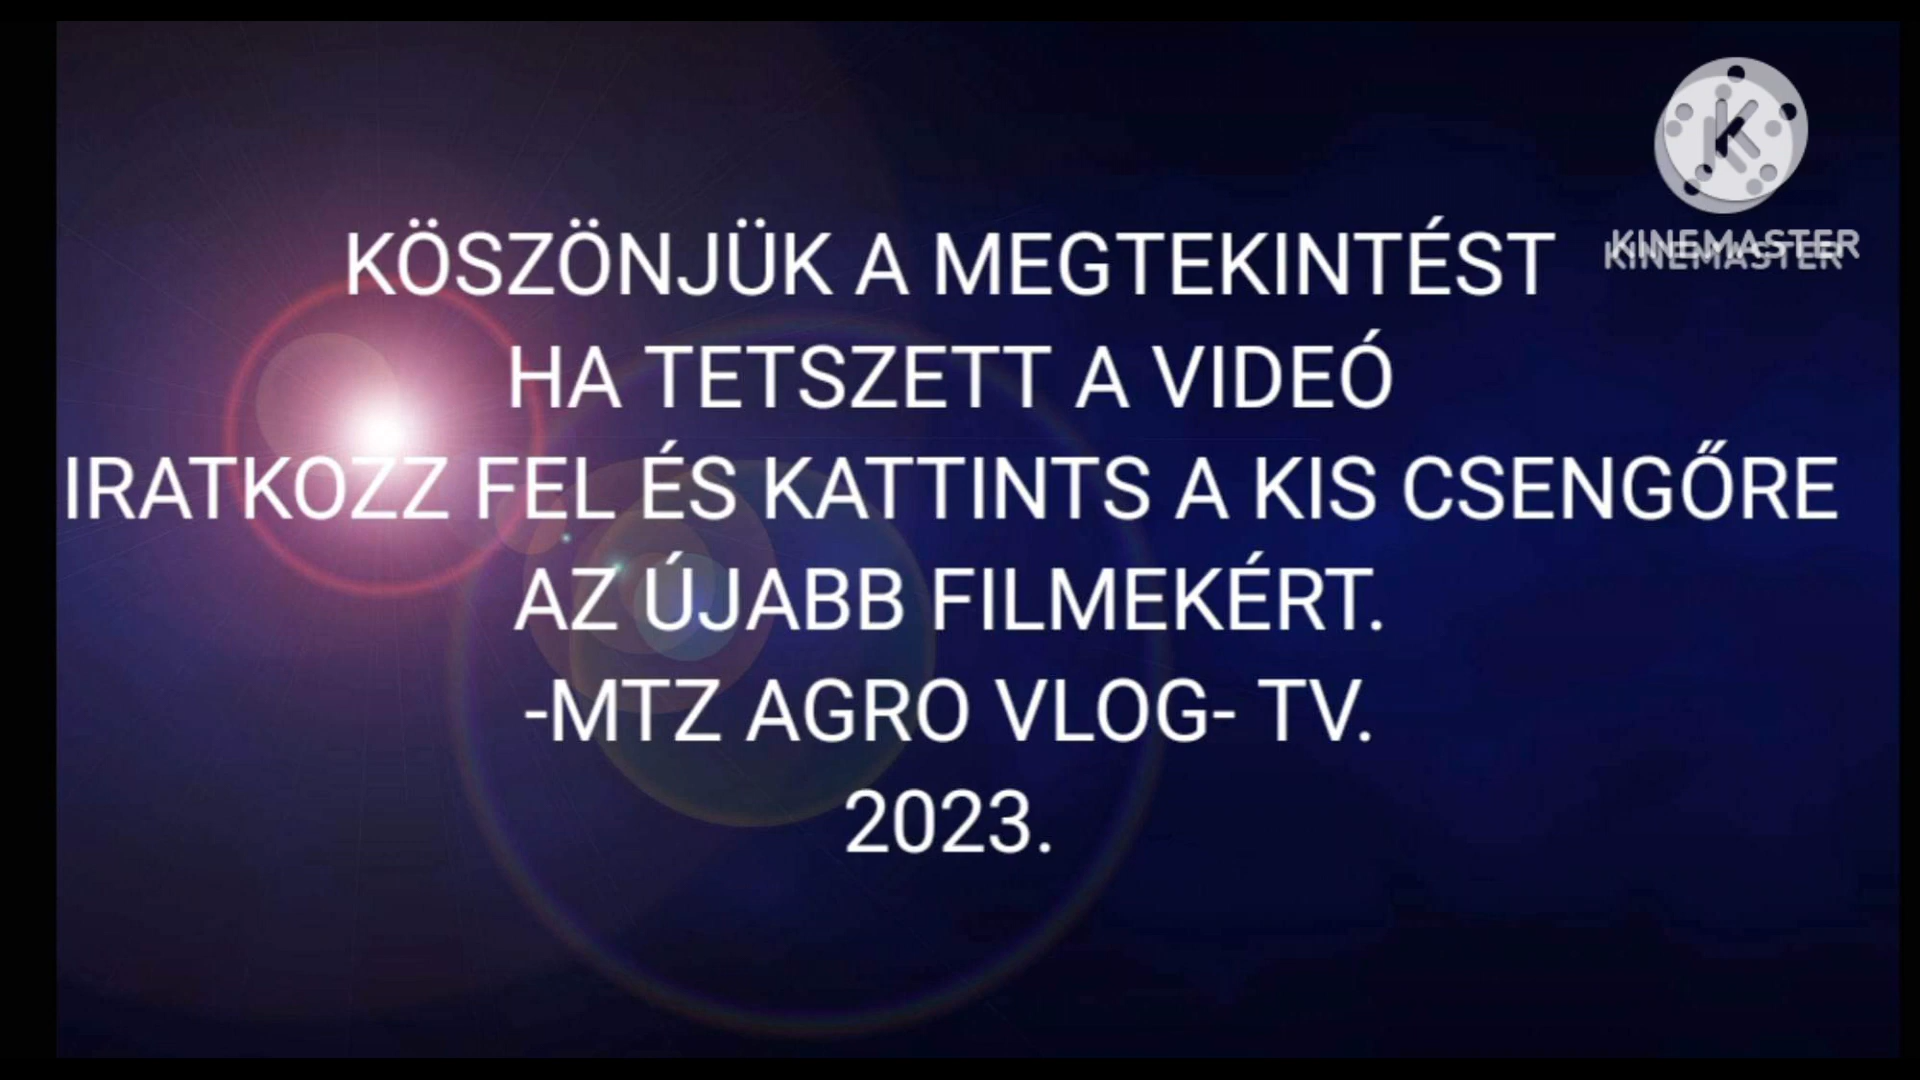 KÖSZÖNJÜK A MEGTEKINTÉST
HA TETSZETT A VIDEÓ
IRATKOZZ FEL ÉS KATTINTS A KIS CSENGŐRE
AZ ÚJABB FILMEKÉRT.
-MTZ AGRO VLOG- TV.
2023.
KINEMASTER
KINEMASTER